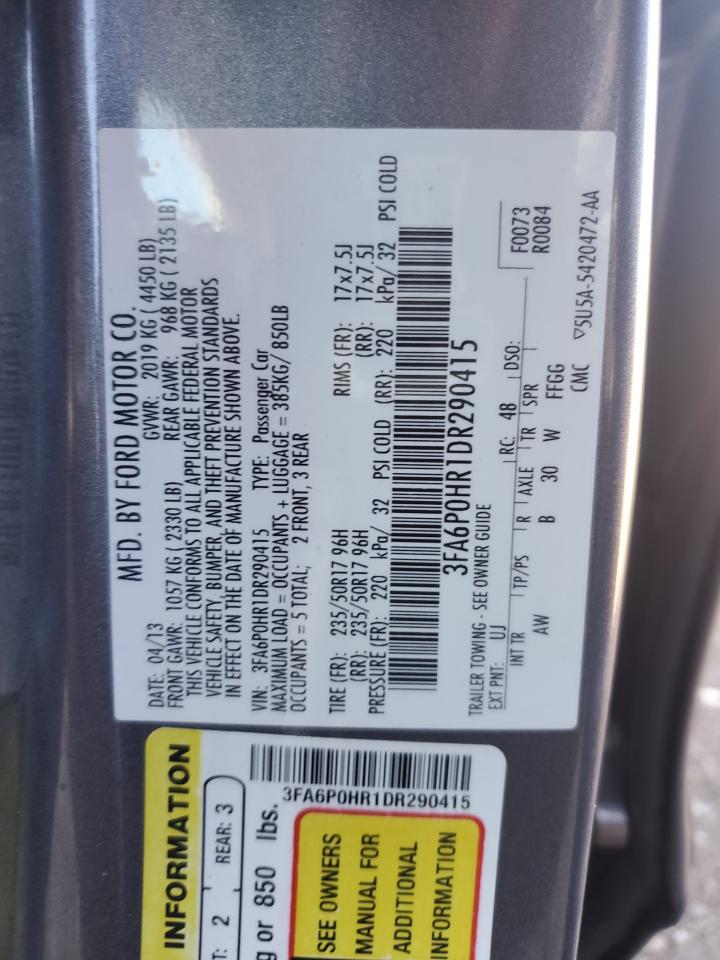 MFD. BY FORD MOTOR CO.
DATE: 04/13 GVWR: 2019 KG ( 4450 LB)
FRONT GAWR: 1057 KG ( 2330 LB) REAR GAWR: 968 KG ( 2135 LB)
THIS VEHICLE CONFORMS TO ALL APPLICABLE FEDERAL MOTOR
VEHICLE SAFETY, BUMPER, AND THEFT PREVENTION STANDARDS
IN EFFECT ON THE DATE OF MANUFACTURE SHOWN ABOVE.
VIN: 3FA6P0HR1DR290415 TYPE: Passenger Car
MAXIMUM LOAD = OCCUPANTS + LUGGAGE = 385KG/ 850LB
OCCUPANTS = 5 TOTAL; 2 FRONT, 3 REAR
TIRE (FR): 235/50R17 96H RIMS (FR): 17x7.5J
(RR): 235/50R17 96H (RR): 17x7.5J
PRESSURE (FR): 220 kPa/ 32 PSI COLD (RR): 220 kPa/ 32 PSI COLD
3FA6P0HR1DR290415
TRAILER TOWING - SEE OWNER GUIDE
EXT PNT: UJ RC: 48 DSO: F0073
R0084
INT TR TP/PS R AXLE TR SPR
AW B 30 W FFGG
CMC
▽5U5A-5420472-AA
INFORMATION
T: 2 REAR: 3
g or 850 lbs.
3FA6P0HR1DR290415
SEE OWNERS
MANUAL FOR
ADDITIONAL
INFORMATION